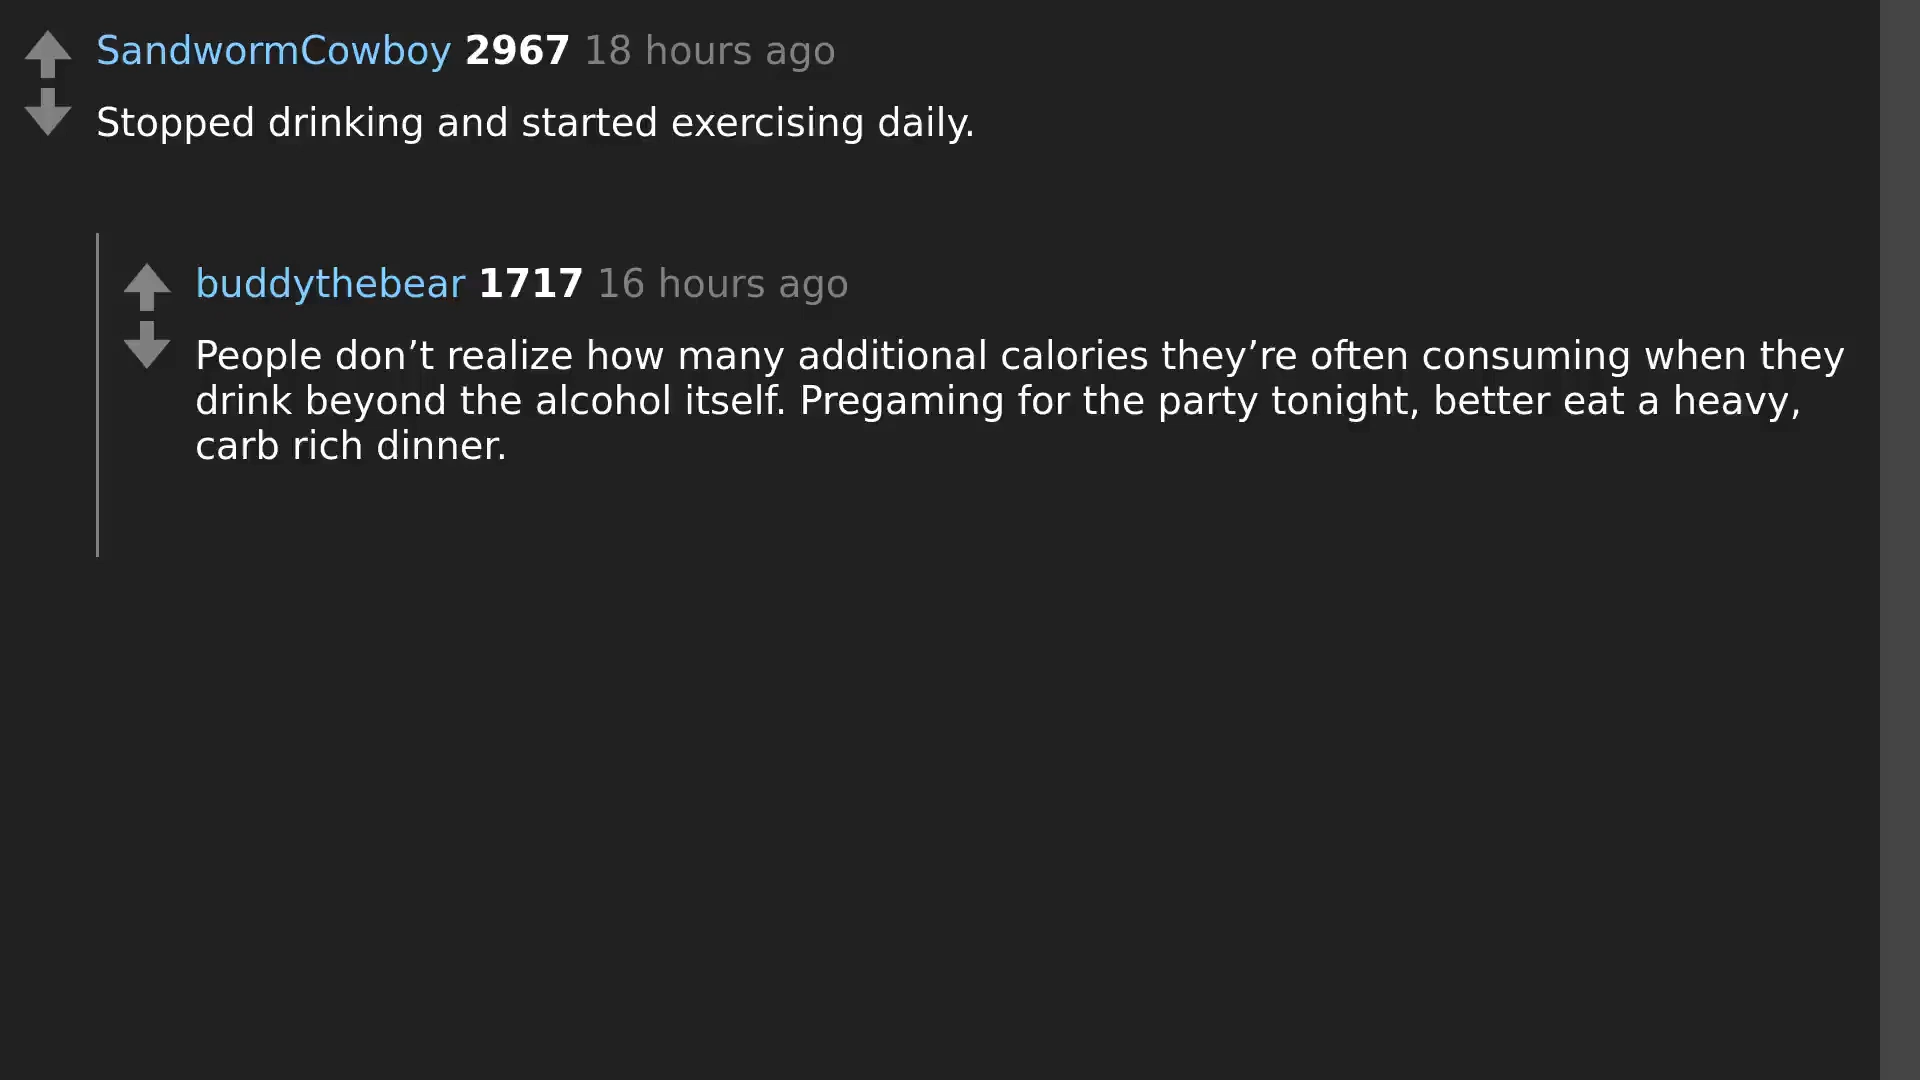 SandwormCowboy 2967 18 hours ago
Stopped drinking and started exercising daily.
buddythebear 1717 16 hours ago
People don’t realize how many additional calories they’re often consuming when they
drink beyond the alcohol itself. Pregaming for the party tonight, better eat a heavy,
carb rich dinner.